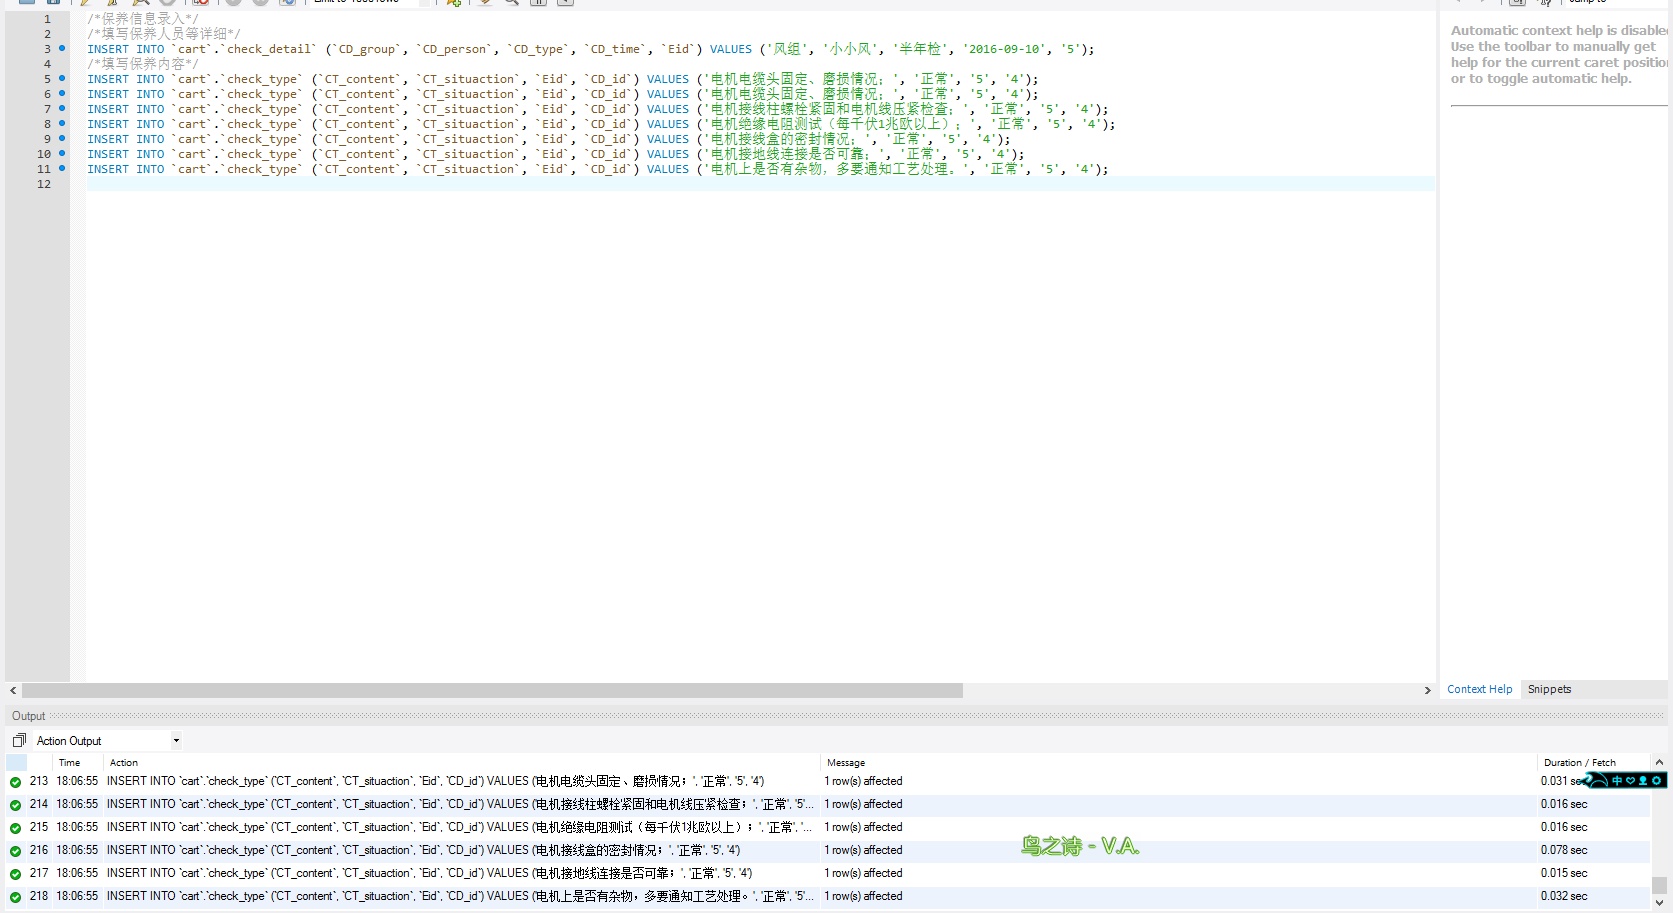 1 /*保养信息录入*/
2 /*填写保养人员等详细*/
3 INSERT INTO `cart`.`check_detail` (`CD_group`, `CD_person`, `CD_type`, `CD_time`, `Eid`) VALUES ('风组', '小小风', '半年检', '2016-09-10', '5');
4 /*填写保养内容*/
5 INSERT INTO `cart`.`check_type` (`CT_content`, `CT_situaction`, `Eid`, `CD_id`) VALUES ('电机电缆头固定、磨损情况；', '正常', '5', '4');
6 INSERT INTO `cart`.`check_type` (`CT_content`, `CT_situaction`, `Eid`, `CD_id`) VALUES ('电机电缆头固定、磨损情况；', '正常', '5', '4');
7 INSERT INTO `cart`.`check_type` (`CT_content`, `CT_situaction`, `Eid`, `CD_id`) VALUES ('电机接线柱螺栓紧固和电机线压紧检查；', '正常', '5', '4');
8 INSERT INTO `cart`.`check_type` (`CT_content`, `CT_situaction`, `Eid`, `CD_id`) VALUES ('电机绝缘电阻测试（每千伏1兆欧以上）；', '正常', '5', '4');
9 INSERT INTO `cart`.`check_type` (`CT_content`, `CT_situaction`, `Eid`, `CD_id`) VALUES ('电机接线盒的密封情况；', '正常', '5', '4');
10 INSERT INTO `cart`.`check_type` (`CT_content`, `CT_situaction`, `Eid`, `CD_id`) VALUES ('电机接地线连接是否可靠；', '正常', '5', '4');
11 INSERT INTO `cart`.`check_type` (`CT_content`, `CT_situaction`, `Eid`, `CD_id`) VALUES ('电机上是否有杂物，多要通知工艺处理。', '正常', '5', '4');
12
Automatic context help is disabled
Use the toolbar to manually get
help for the current caret position
or to toggle automatic help.
Context Help Snippets
Output
Action Output
Time Action Message Duration / Fetch
213 18:06:55 INSERT INTO `cart`.`check_type` (`CT_content`, `CT_situaction`, `Eid`, `CD_id`) VALUES ('电机电缆头固定、磨损情况；', '正常', '5', '4') 1 row(s) affected 0.031 sec 中
214 18:06:55 INSERT INTO `cart`.`check_type` (`CT_content`, `CT_situaction`, `Eid`, `CD_id`) VALUES ('电机接线柱螺栓紧固和电机线压紧检查；', '正常', '5'... 1 row(s) affected 0.016 sec
215 18:06:55 INSERT INTO `cart`.`check_type` (`CT_content`, `CT_situaction`, `Eid`, `CD_id`) VALUES ('电机绝缘电阻测试（每千伏1兆欧以上）；', '正常', '... 1 row(s) affected 0.016 sec
216 18:06:55 INSERT INTO `cart`.`check_type` (`CT_content`, `CT_situaction`, `Eid`, `CD_id`) VALUES ('电机接线盒的密封情况；', '正常', '5', '4') 1 row(s) affected 0.078 sec
鸟之诗 - V.A.
217 18:06:55 INSERT INTO `cart`.`check_type` (`CT_content`, `CT_situaction`, `Eid`, `CD_id`) VALUES ('电机接地线连接是否可靠；', '正常', '5', '4') 1 row(s) affected 0.015 sec
218 18:06:55 INSERT INTO `cart`.`check_type` (`CT_content`, `CT_situaction`, `Eid`, `CD_id`) VALUES ('电机上是否有杂物，多要通知工艺处理。', '正常', '5'... 1 row(s) affected 0.032 sec